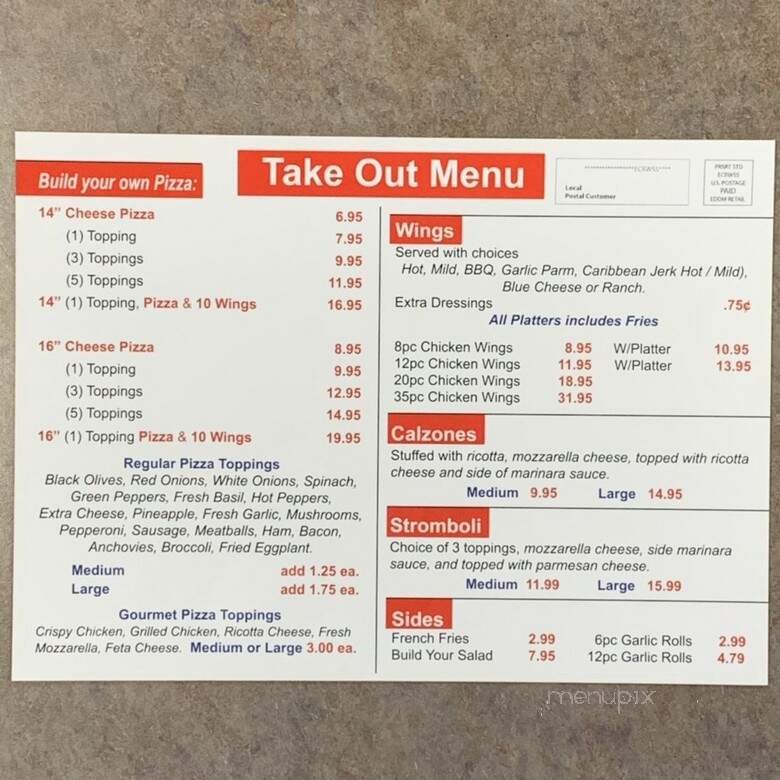 Build your own Pizza:
Take Out Menu
******************ECRWSS****
Local
Postal Customer
PRSRT STD
ECRWSS
U.S. POSTAGE
PAID
EDDM RETAIL
14" Cheese Pizza 6.95
(1) Topping 7.95
(3) Toppings 9.95
(5) Toppings 11.95
14" (1) Topping, Pizza & 10 Wings 16.95
16" Cheese Pizza 8.95
(1) Topping 9.95
(3) Toppings 12.95
(5) Toppings 14.95
16" (1) Topping Pizza & 10 Wings 19.95
Regular Pizza Toppings
Black Olives, Red Onions, White Onions, Spinach,
Green Peppers, Fresh Basil, Hot Peppers,
Extra Cheese, Pineapple, Fresh Garlic, Mushrooms,
Pepperoni, Sausage, Meatballs, Ham, Bacon,
Anchovies, Broccoli, Fried Eggplant.
Medium add 1.25 ea.
Large add 1.75 ea.
Gourmet Pizza Toppings
Crispy Chicken, Grilled Chicken, Ricotta Cheese, Fresh
Mozzarella, Feta Cheese. Medium or Large 3.00 ea.
Wings
Served with choices
Hot, Mild, BBQ, Garlic Parm, Caribbean Jerk Hot / Mild),
Blue Cheese or Ranch.
Extra Dressings .75¢
All Platters includes Fries
8pc Chicken Wings 8.95 W/Platter 10.95
12pc Chicken Wings 11.95 W/Platter 13.95
20pc Chicken Wings 18.95
35pc Chicken Wings 31.95
Calzones
Stuffed with ricotta, mozzarella cheese, topped with ricotta
cheese and side of marinara sauce.
Medium 9.95 Large 14.95
Stromboli
Choice of 3 toppings, mozzarella cheese, side marinara
sauce, and topped with parmesan cheese.
Medium 11.99 Large 15.99
Sides
French Fries 2.99 6pc Garlic Rolls 2.99
Build Your Salad 7.95 12pc Garlic Rolls 4.79
menupix